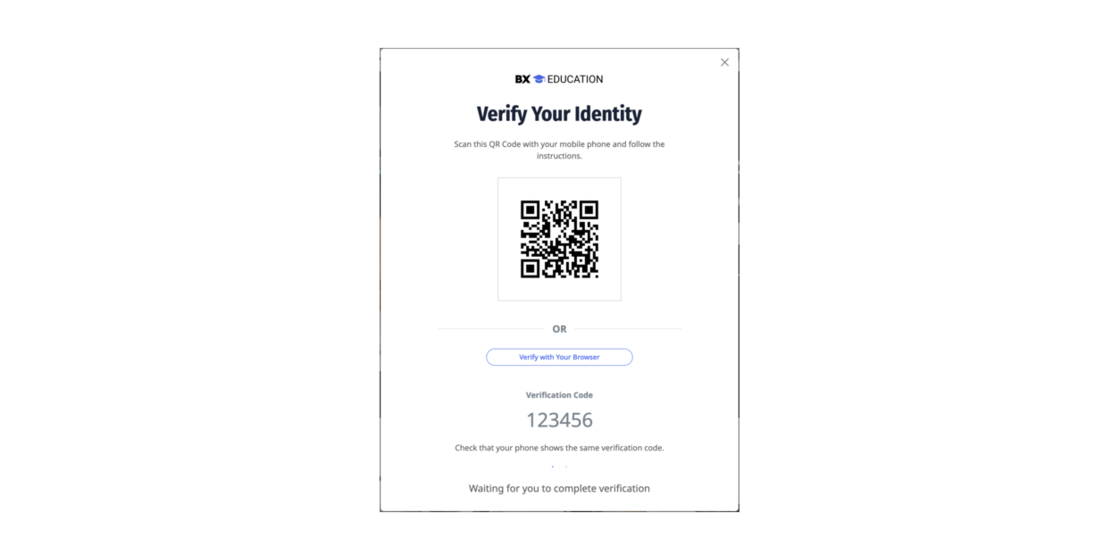 BX EDUCATION
Verify Your Identity
Scan this QR Code with your mobile phone and follow the
instructions.
OR
Verify with Your Browser
Verification Code
123456
Check that your phone shows the same verification code.
Waiting for you to complete verification